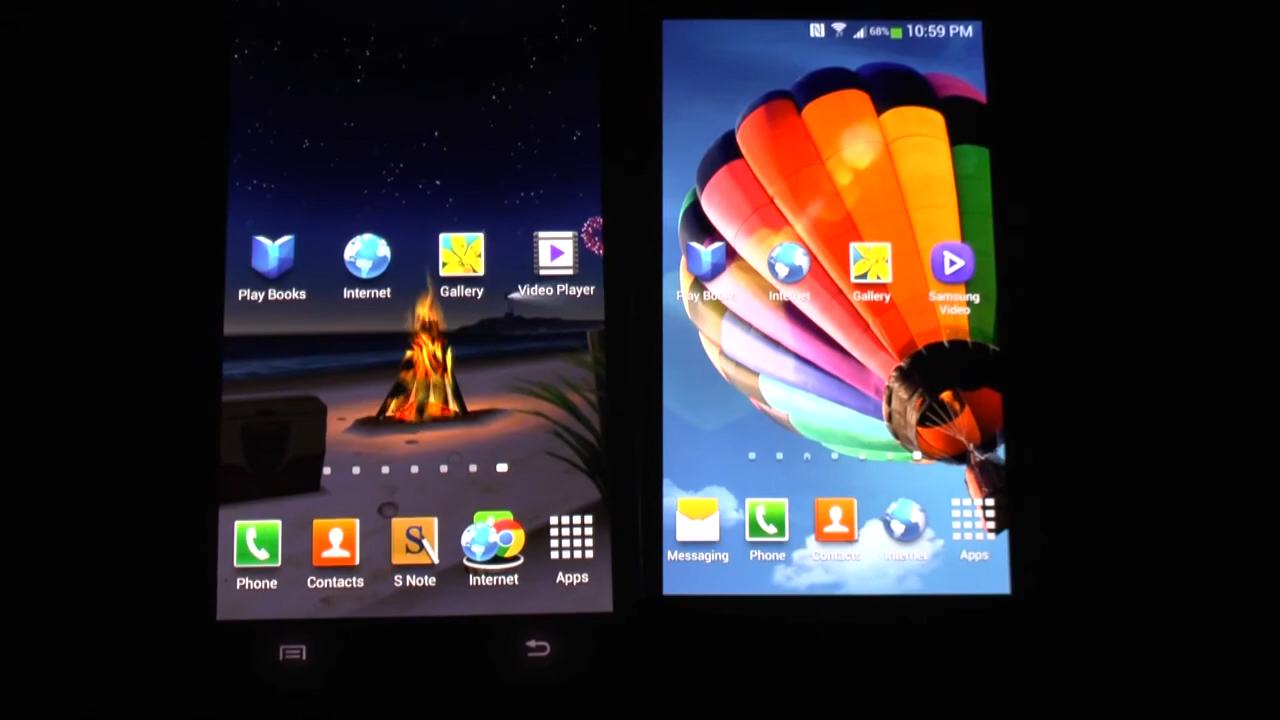 68% 10:59 PM
Play Books Internet Gallery Video Player
Play Books Internet Gallery Samsung
Video
Phone Contacts S Note Internet Apps
Messaging Phone Contacts Internet Apps